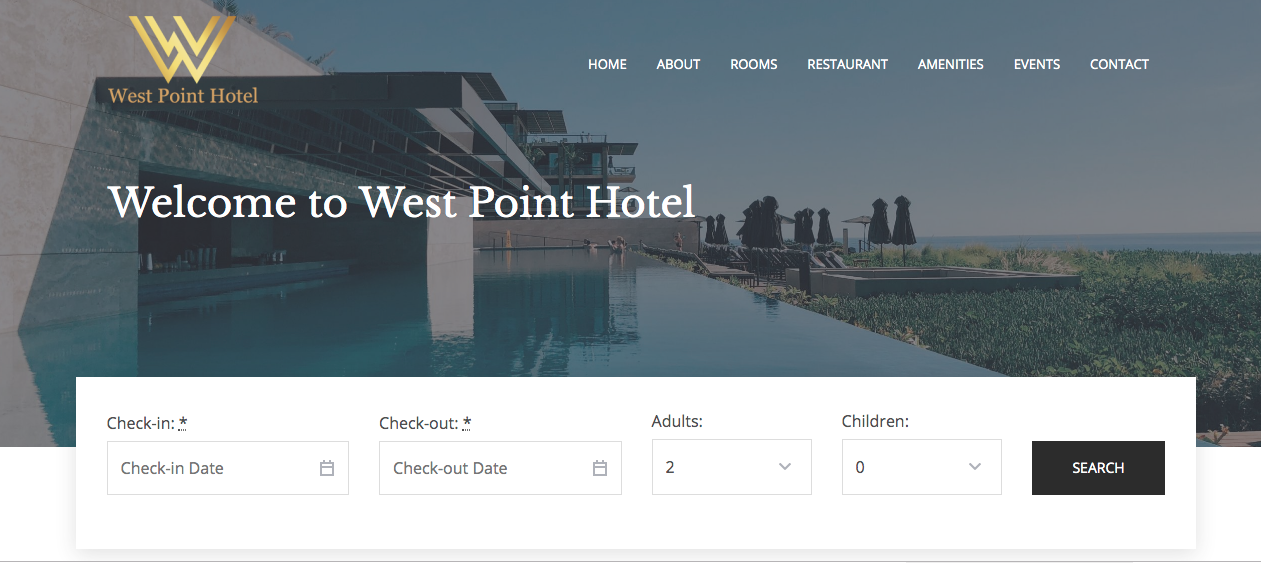 West Point Hotel
HOME ABOUT ROOMS RESTAURANT AMENITIES EVENTS CONTACT
Welcome to West Point Hotel
Check-in: * Check-out: * Adults: Children:
Check-in Date Check-out Date 2 0 SEARCH